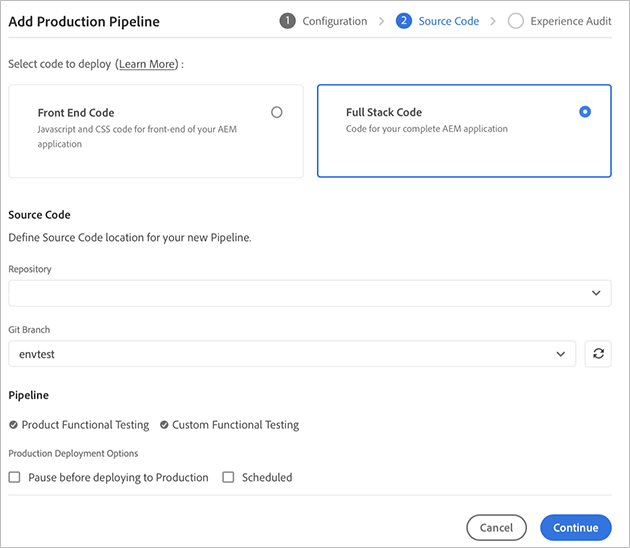 Add Production Pipeline
1 Configuration
2 Source Code
Experience Audit
Select code to deploy (Learn More) :
Front End Code
Javascript and CSS code for front-end of your AEM
application
Full Stack Code
Code for your complete AEM application
Source Code
Define Source Code location for your new Pipeline.
Repository
Git Branch
envtest
Pipeline
Product Functional Testing
Custom Functional Testing
Production Deployment Options
Pause before deploying to Production
Scheduled
Cancel
Continue